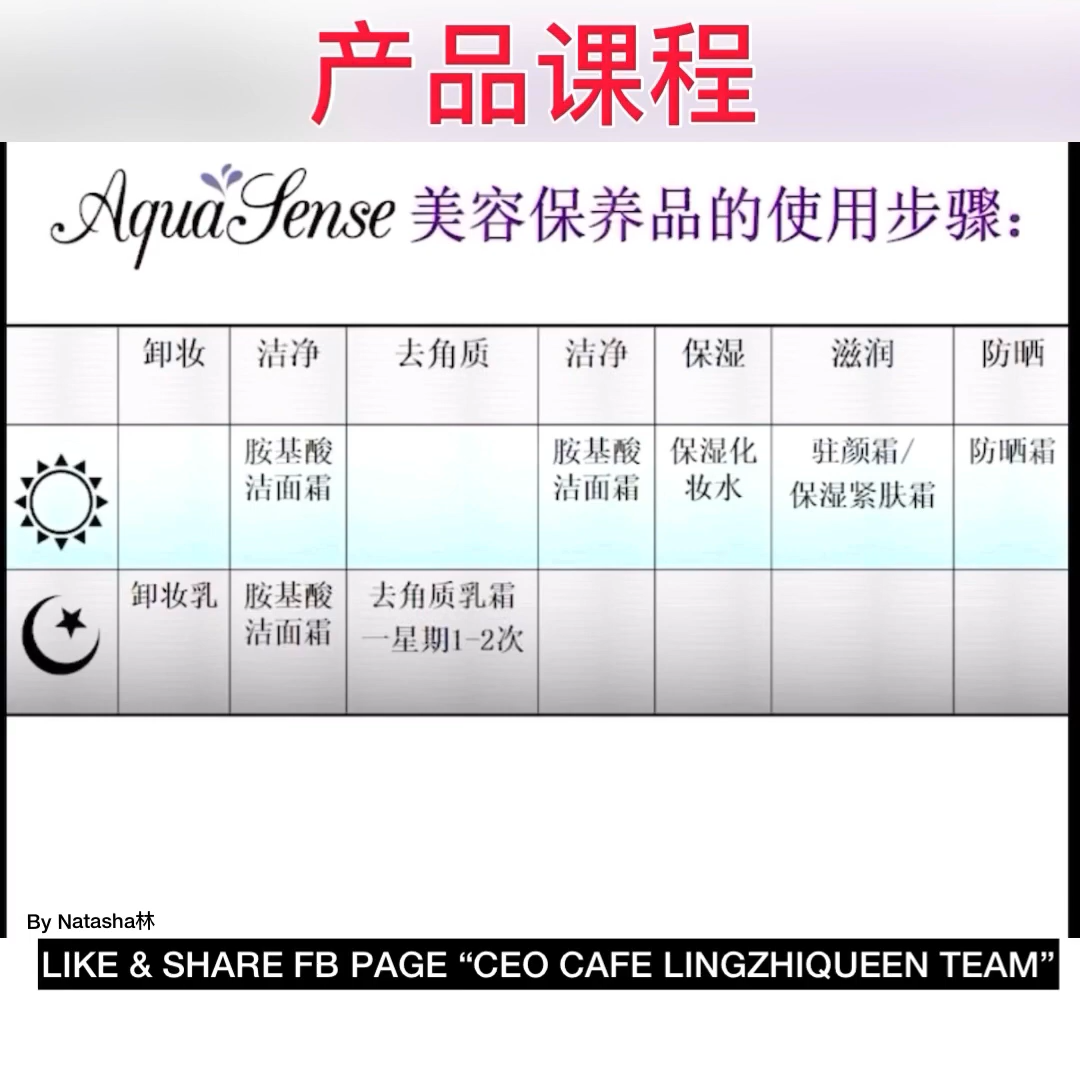 产品课程
AquaSense 美容保养品的使用步骤：
卸妆 洁净 去角质 洁净 保湿 滋润 防晒
胺基酸 胺基酸 保湿化 驻颜霜/ 防晒霜
洁面霜 洁面霜 妆水 保湿紧肤霜
卸妆乳 胺基酸 去角质乳霜
洁面霜 一星期1-2次
By Natasha林
LIKE & SHARE FB PAGE “CEO CAFE LINGZHIQUEEN TEAM”